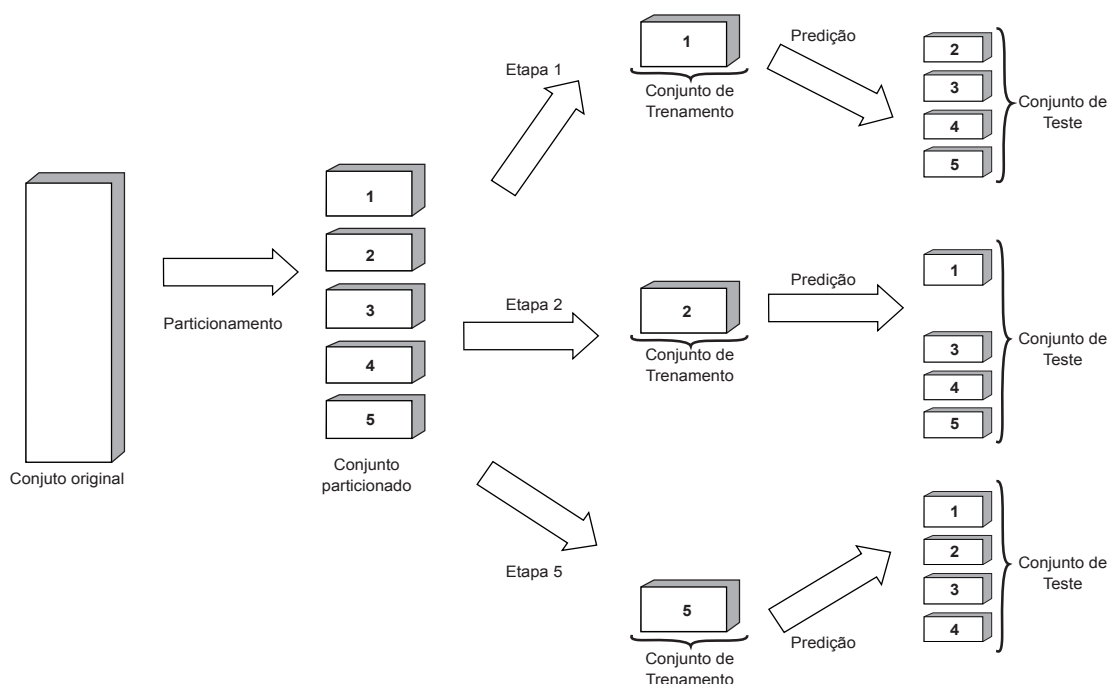 Conjuto original
Particionamento
1
2
3
4
5
Conjunto
particionado
Etapa 1
1
Conjunto de
Trenamento
Predição
2
3
4
5
Conjunto de
Teste
Etapa 2
2
Conjunto de
Trenamento
Predição
1
3
4
5
Conjunto de
Teste
Etapa 5
5
Conjunto de
Trenamento
Predição
1
2
3
4
Conjunto de
Teste